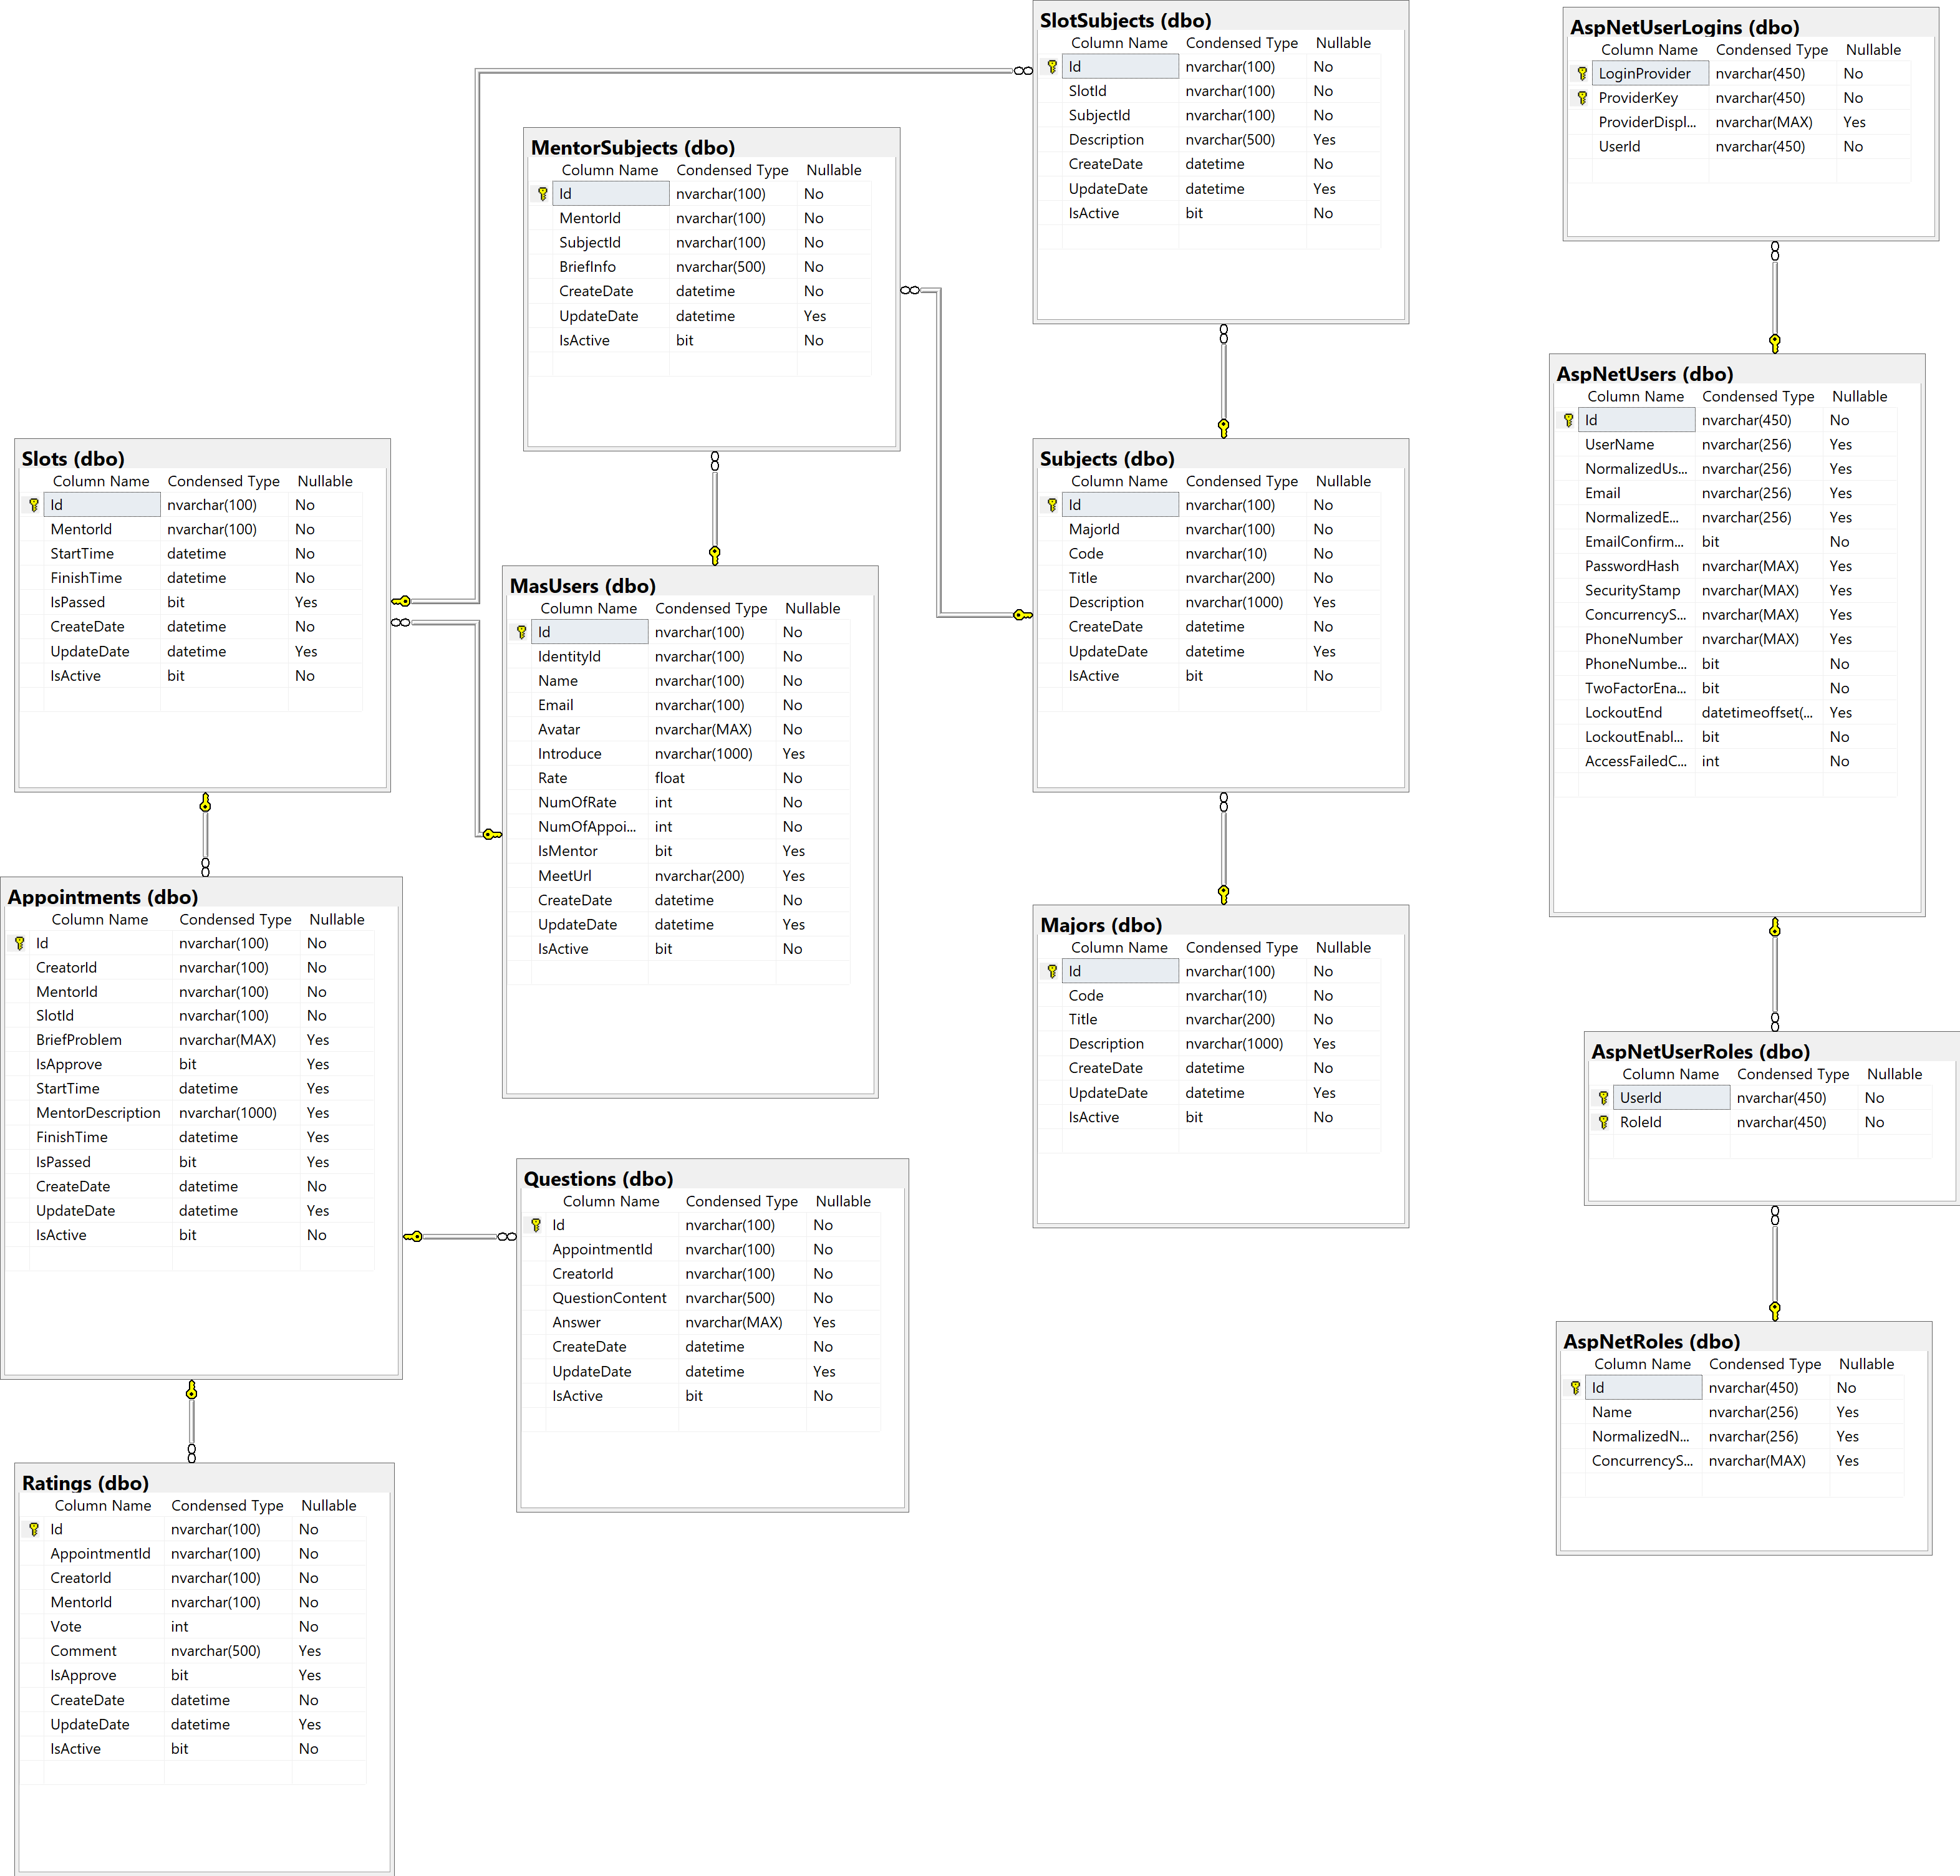 SlotSubjects (dbo)
Column Name Condensed Type Nullable
Id nvarchar(100) No
SlotId nvarchar(100) No
SubjectId nvarchar(100) No
Description nvarchar(500) Yes
CreateDate datetime No
UpdateDate datetime Yes
IsActive bit No
AspNetUserLogins (dbo)
Column Name Condensed Type Nullable
LoginProvider nvarchar(450) No
ProviderKey nvarchar(450) No
ProviderDispl... nvarchar(MAX) Yes
UserId nvarchar(450) No
MentorSubjects (dbo)
Column Name Condensed Type Nullable
Id nvarchar(100) No
MentorId nvarchar(100) No
SubjectId nvarchar(100) No
BriefInfo nvarchar(500) No
CreateDate datetime No
UpdateDate datetime Yes
IsActive bit No
AspNetUsers (dbo)
Column Name Condensed Type Nullable
Id nvarchar(450) No
UserName nvarchar(256) Yes
NormalizedUs... nvarchar(256) Yes
Email nvarchar(256) Yes
NormalizedE... nvarchar(256) Yes
EmailConfirm... bit No
PasswordHash nvarchar(MAX) Yes
SecurityStamp nvarchar(MAX) Yes
ConcurrencyS... nvarchar(MAX) Yes
PhoneNumber nvarchar(MAX) Yes
PhoneNumbe... bit No
TwoFactorEna... bit No
LockoutEnd datetimeoffset(... Yes
LockoutEnabl... bit No
AccessFailedC... int No
Slots (dbo)
Column Name Condensed Type Nullable
Id nvarchar(100) No
MentorId nvarchar(100) No
StartTime datetime No
FinishTime datetime No
IsPassed bit Yes
CreateDate datetime No
UpdateDate datetime Yes
IsActive bit No
MasUsers (dbo)
Column Name Condensed Type Nullable
Id nvarchar(100) No
IdentityId nvarchar(100) No
Name nvarchar(100) No
Email nvarchar(100) No
Avatar nvarchar(MAX) No
Introduce nvarchar(1000) Yes
Rate float No
NumOfRate int No
NumOfAppoi... int No
IsMentor bit Yes
MeetUrl nvarchar(200) Yes
CreateDate datetime No
UpdateDate datetime Yes
IsActive bit No
Subjects (dbo)
Column Name Condensed Type Nullable
Id nvarchar(100) No
MajorId nvarchar(100) No
Code nvarchar(10) No
Title nvarchar(200) No
Description nvarchar(1000) Yes
CreateDate datetime No
UpdateDate datetime Yes
IsActive bit No
Appointments (dbo)
Column Name Condensed Type Nullable
Id nvarchar(100) No
CreatorId nvarchar(100) No
MentorId nvarchar(100) No
SlotId nvarchar(100) No
BriefProblem nvarchar(MAX) Yes
IsApprove bit Yes
StartTime datetime Yes
MentorDescription nvarchar(1000) Yes
FinishTime datetime Yes
IsPassed bit Yes
CreateDate datetime No
UpdateDate datetime Yes
IsActive bit No
Majors (dbo)
Column Name Condensed Type Nullable
Id nvarchar(100) No
Code nvarchar(10) No
Title nvarchar(200) No
Description nvarchar(1000) Yes
CreateDate datetime No
UpdateDate datetime Yes
IsActive bit No
AspNetUserRoles (dbo)
Column Name Condensed Type Nullable
UserId nvarchar(450) No
RoleId nvarchar(450) No
Questions (dbo)
Column Name Condensed Type Nullable
Id nvarchar(100) No
AppointmentId nvarchar(100) No
CreatorId nvarchar(100) No
QuestionContent nvarchar(500) No
Answer nvarchar(MAX) Yes
CreateDate datetime No
UpdateDate datetime Yes
IsActive bit No
AspNetRoles (dbo)
Column Name Condensed Type Nullable
Id nvarchar(450) No
Name nvarchar(256) Yes
NormalizedN... nvarchar(256) Yes
ConcurrencyS... nvarchar(MAX) Yes
Ratings (dbo)
Column Name Condensed Type Nullable
Id nvarchar(100) No
AppointmentId nvarchar(100) No
CreatorId nvarchar(100) No
MentorId nvarchar(100) No
Vote int No
Comment nvarchar(500) Yes
IsApprove bit Yes
CreateDate datetime No
UpdateDate datetime Yes
IsActive bit No